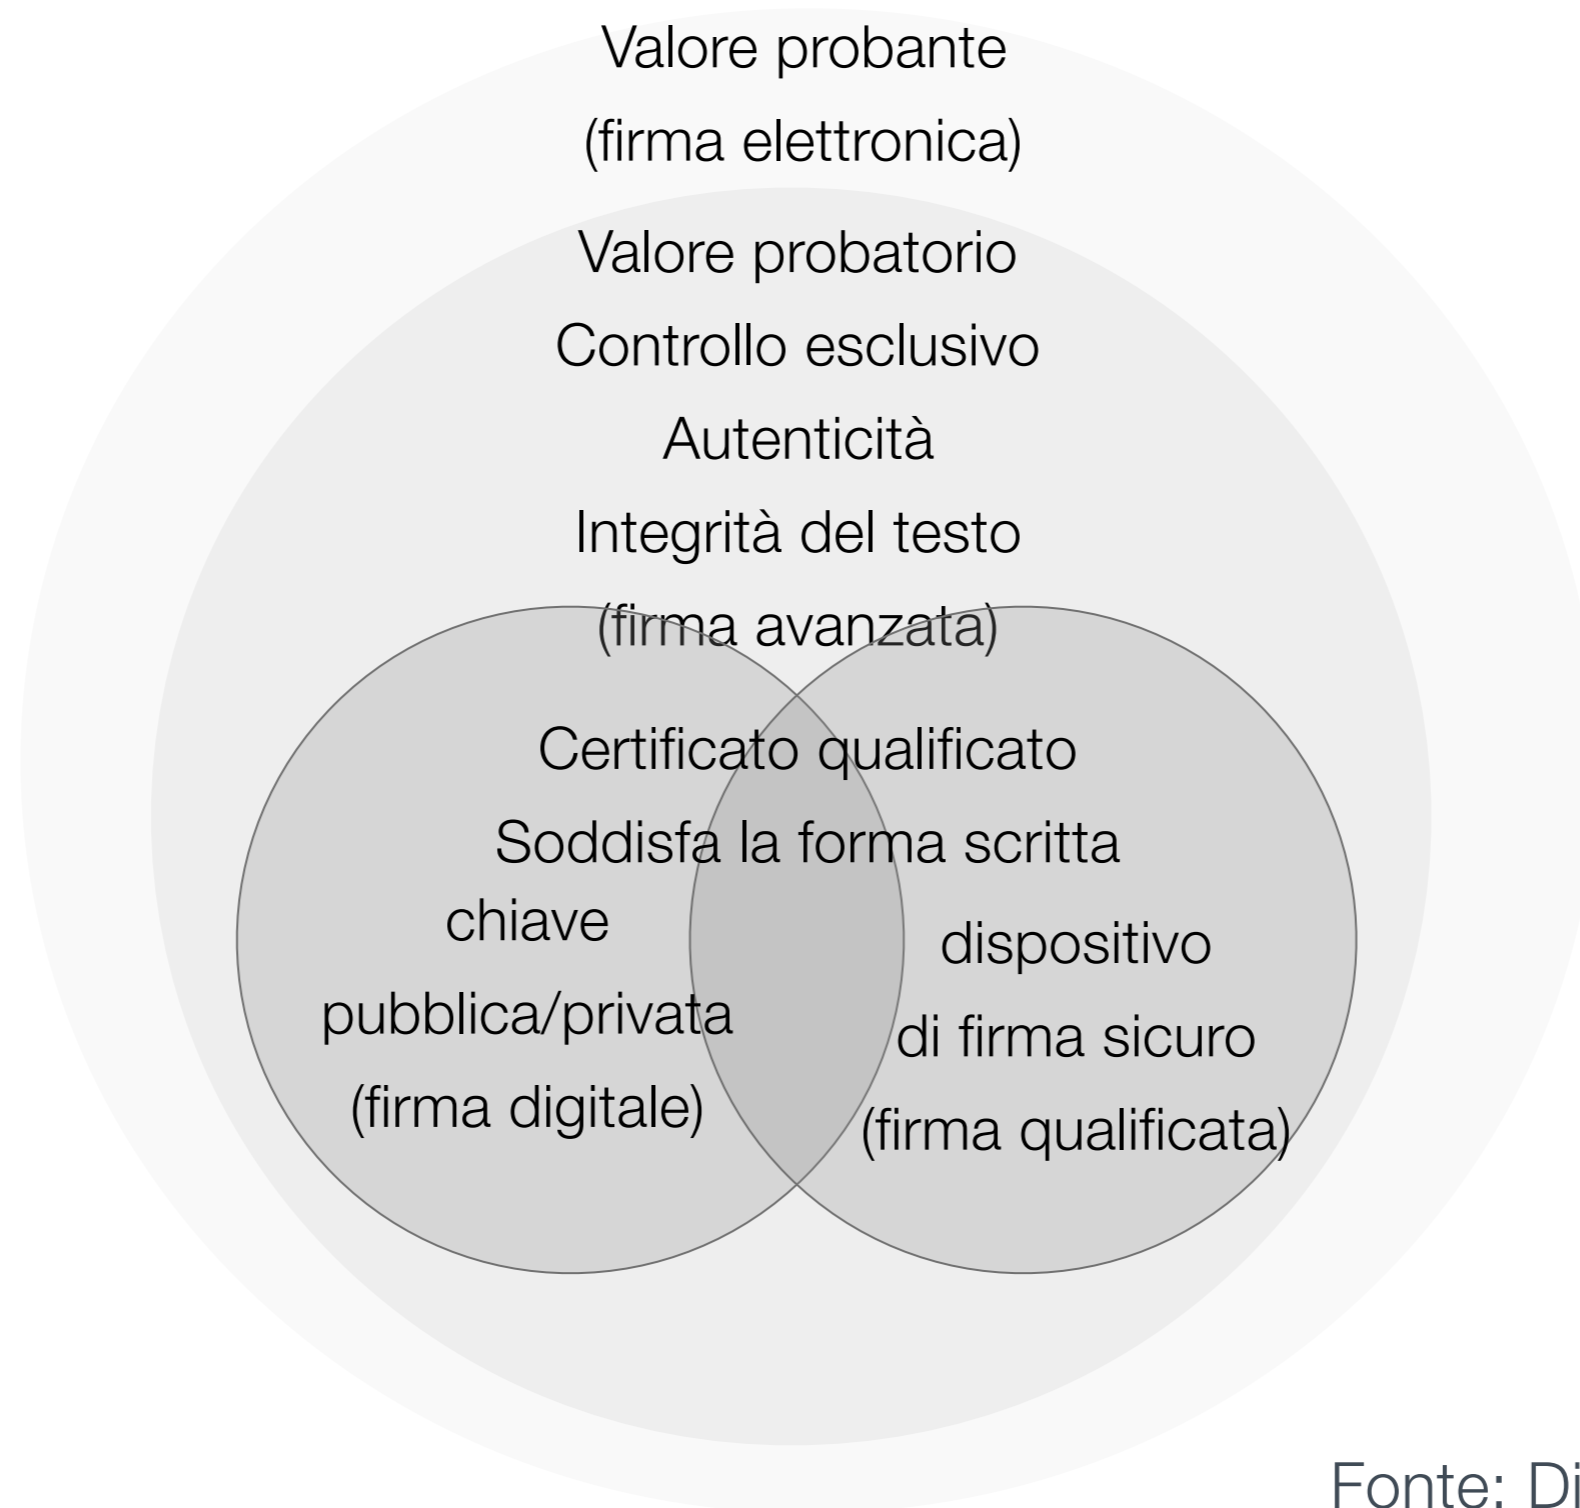 Valore probante
(firma elettronica)
Valore probatorio
Controllo esclusivo
Autenticità
Integrità del testo
(firma avanzata)
Certificato qualificato
Soddisfa la forma scritta
chiave
pubblica/privata
(firma digitale)
dispositivo
di firma sicuro
(firma qualificata)
Fonte: Di